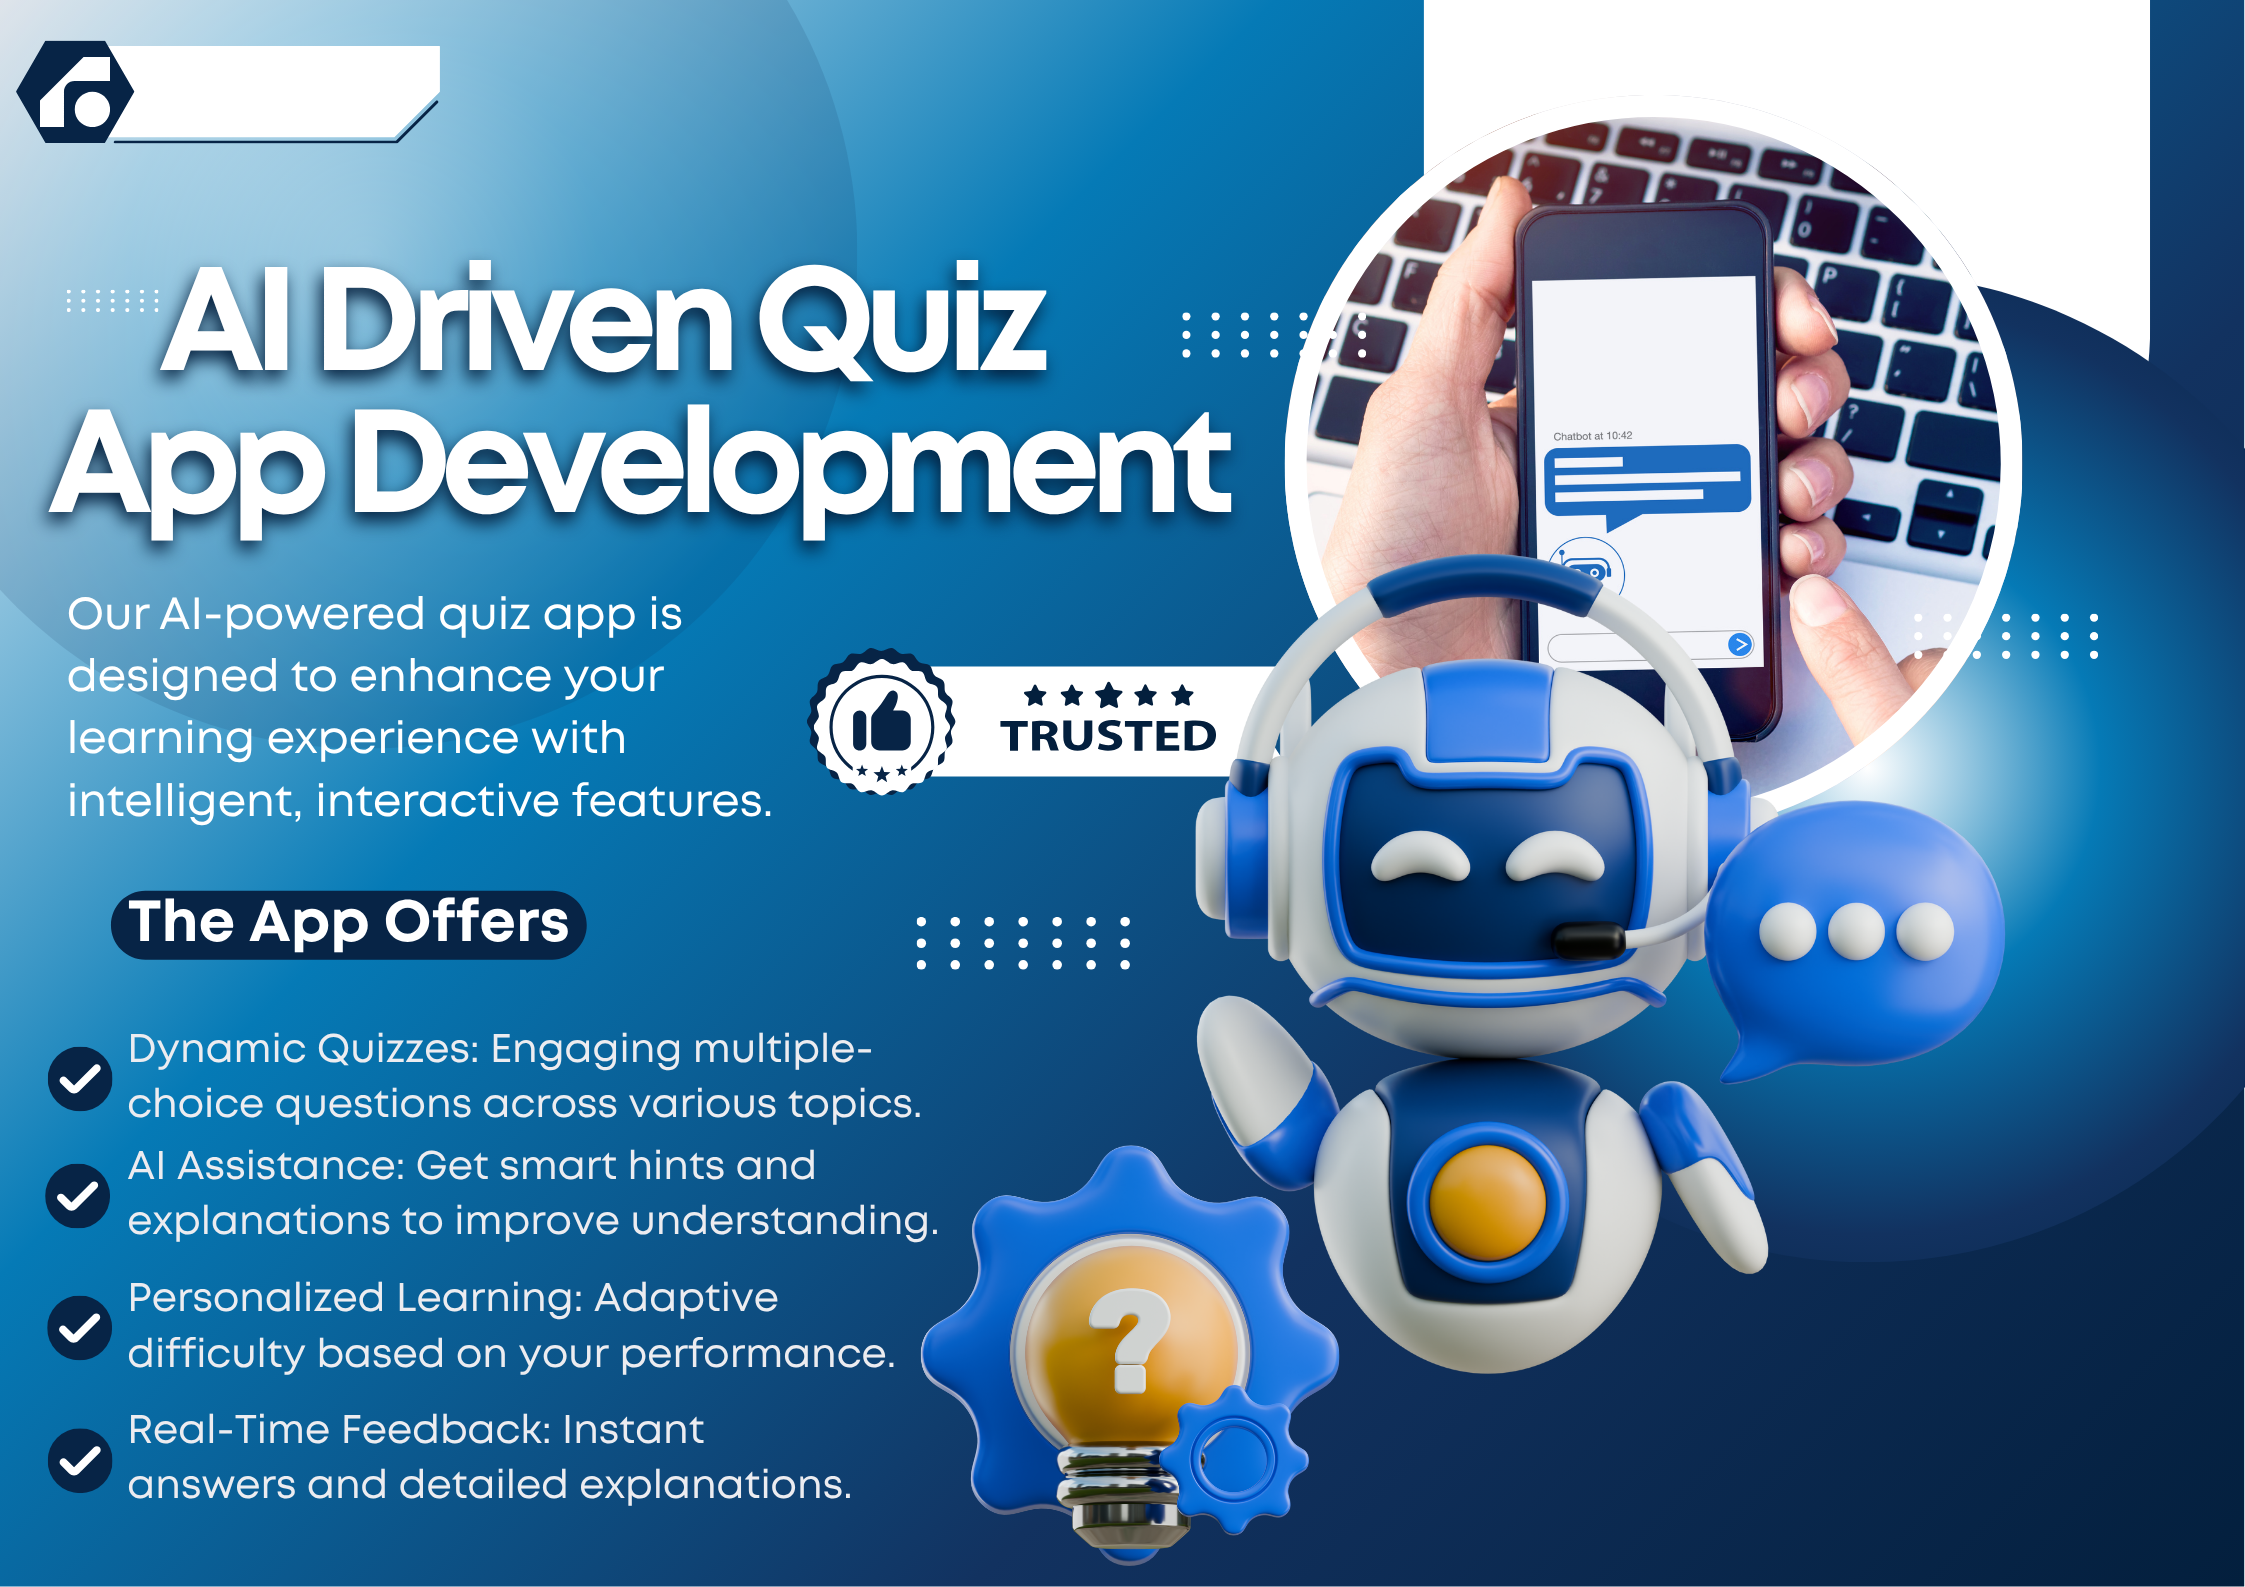 AI Driven Quiz
App Development
Our AI-powered quiz app is
designed to enhance your
learning experience with
intelligent, interactive features.
TRUSTED
Chatbot at 10:42
The App Offers
Dynamic Quizzes: Engaging multiple-
choice questions across various topics.
AI Assistance: Get smart hints and
explanations to improve understanding.
Personalized Learning: Adaptive
difficulty based on your performance.
Real-Time Feedback: Instant
answers and detailed explanations.
?